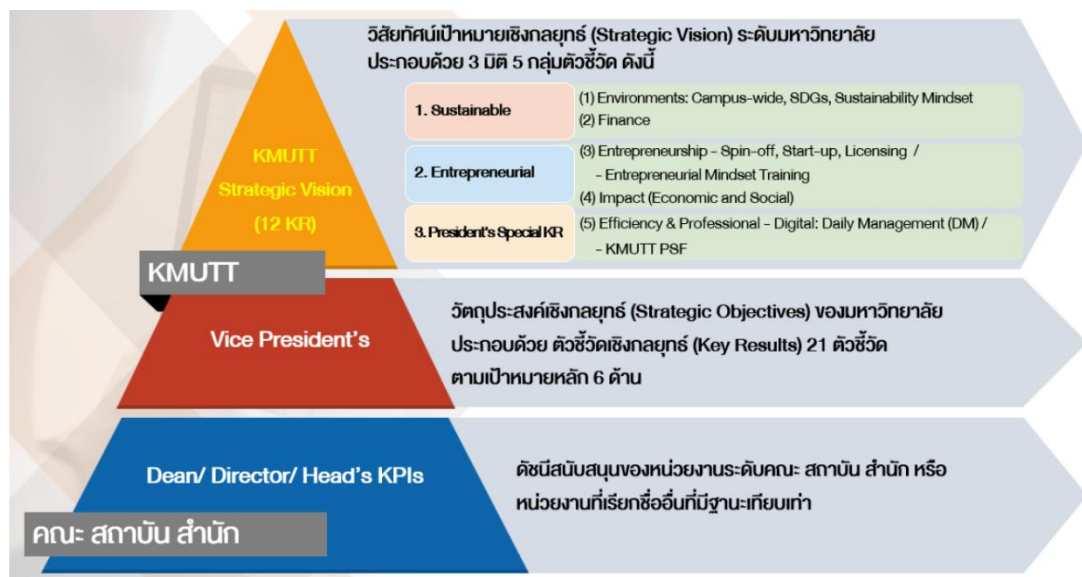 วิสัยทัศน์เป้าหมายเชิงกลยุทธ์ (Strategic Vision) ระดับมหาวิทยาลัย
ประกอบด้วย 3 มิติ 5 กลุ่มตัวชี้วัด ดังนี้
1. Sustainable
(1) Environments: Campus-wide, SDGs, Sustainability Mindset
(2) Finance
2. Entrepreneurial
(3) Entrepreneurship - Spin-off, Start-up, Licensing /
- Entrepreneurial Mindset Training
(4) Impact (Economic and Social)
3. President's Special KR
(5) Efficiency & Professional - Digital: Daily Management (DM) /
- KMUTT PSF
KMUTT
Strategic Vision
(12 KR)
KMUTT
Vice President's
วัตถุประสงค์เชิงกลยุทธ์ (Strategic Objectives) ของมหาวิทยาลัย
ประกอบด้วย ตัวชี้วัดเชิงกลยุทธ์ (Key Results) 21 ตัวชี้วัด
ตามเป้าหมายหลัก 6 ด้าน
Dean/ Director/ Head's KPIs
ดัชนีสนับสนุนของหน่วยงานระดับคณะ สถาบัน สำนัก หรือ
หน่วยงานที่เรียกชื่ออื่นที่มีฐานะเทียบเท่า
คณะ สถาบัน สำนัก